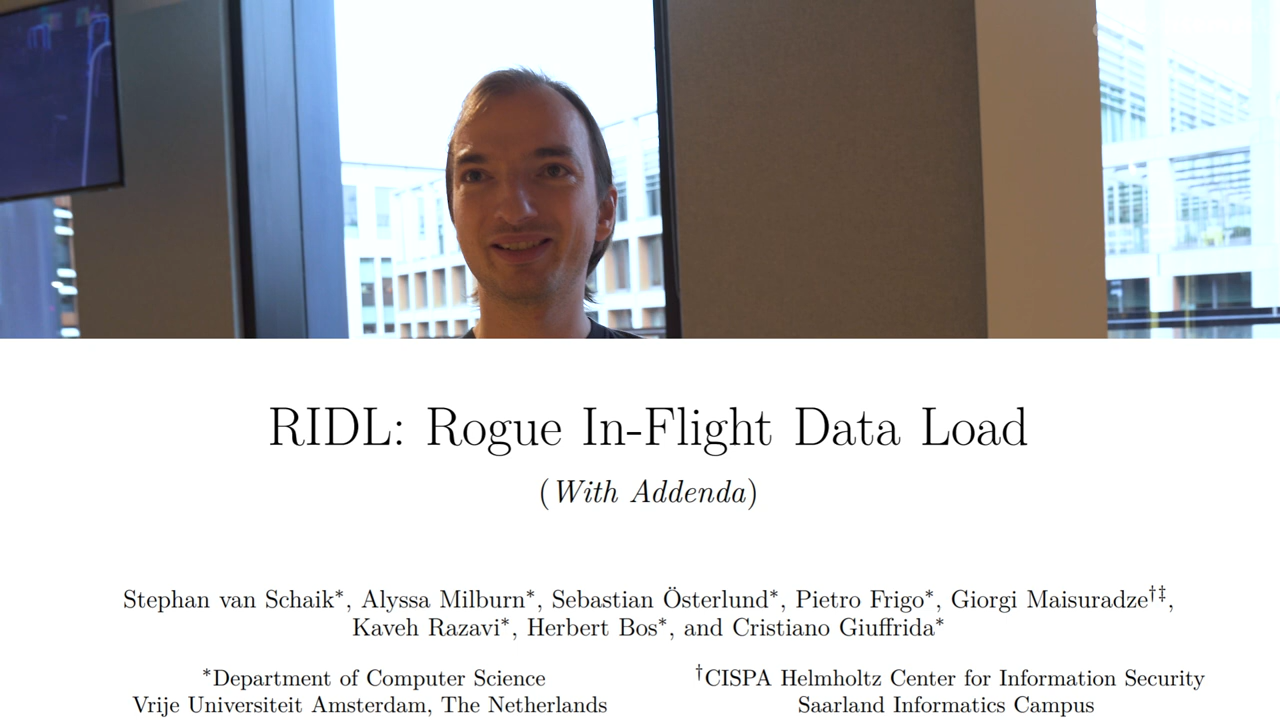 RIDL: Rogue In-Flight Data Load
(With Addenda)
Stephan van Schaik*, Alyssa Milburn*, Sebastian Österlund*, Pietro Frigo*, Giorgi Maisuradze†‡,
Kaveh Razavi*, Herbert Bos*, and Cristiano Giuffrida*
*Department of Computer Science
Vrije Universiteit Amsterdam, The Netherlands
†CISPA Helmholtz Center for Information Security
Saarland Informatics Campus